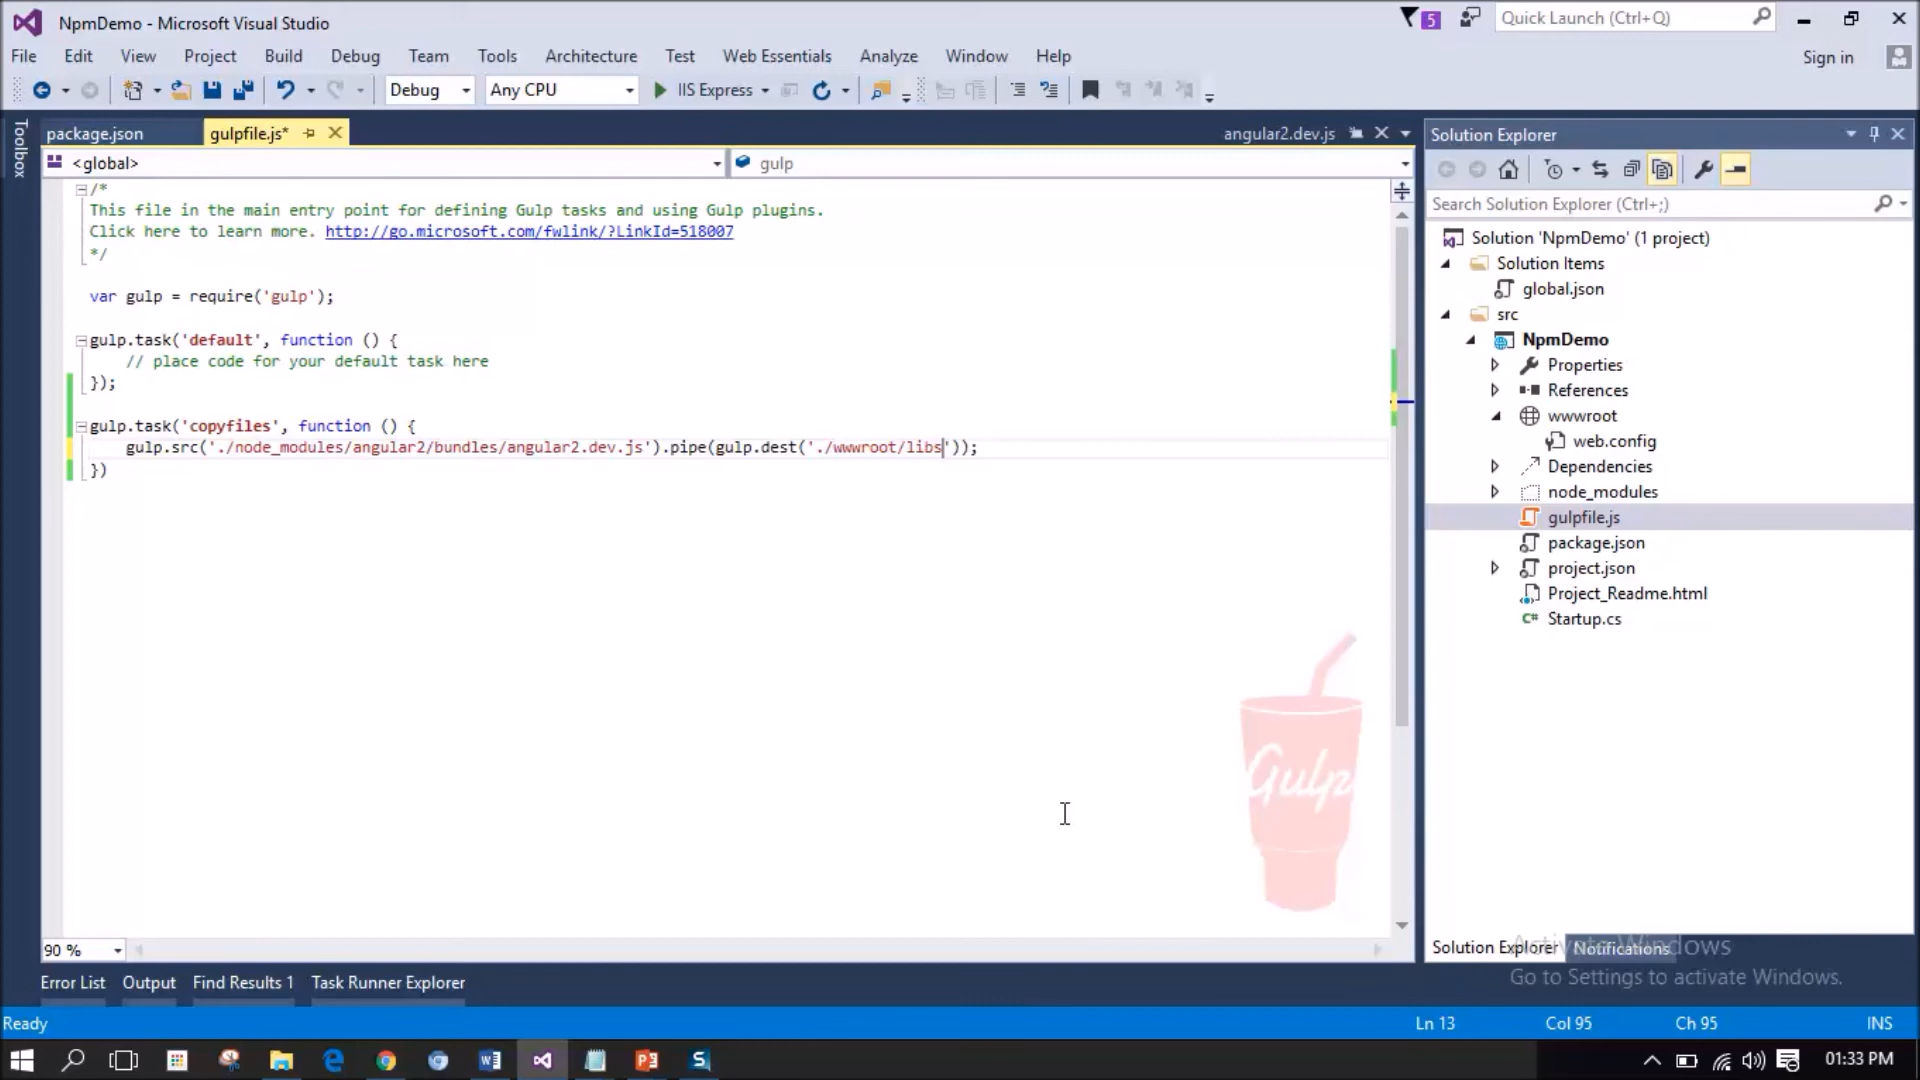 NpmDemo - Microsoft Visual Studio
5
Quick Launch (Ctrl+Q)
File Edit View Project Build Debug Team Tools Architecture Test Web Essentials Analyze Window Help
Sign in
Debug Any CPU IIS Express
Toolbox
package.json gulpfile.js* angular2.dev.js
<global> gulp
/*
This file in the main entry point for defining Gulp tasks and using Gulp plugins.
Click here to learn more. http://go.microsoft.com/fwlink/?LinkId=518007
*/
var gulp = require('gulp');
gulp.task('default', function () {
// place code for your default task here
});
gulp.task('copyfiles', function () {
gulp.src('./node_modules/angular2/bundles/angular2.dev.js').pipe(gulp.dest('./wwwroot/libs'));
})
Gulp
90 %
Solution Explorer
Search Solution Explorer (Ctrl+;)
Solution 'NpmDemo' (1 project)
Solution Items
global.json
src
NpmDemo
Properties
References
wwwroot
web.config
Dependencies
node_modules
gulpfile.js
package.json
project.json
Project_Readme.html
Startup.cs
Solution Explorer Notifications
Activate Windows
Go to Settings to activate Windows.
Error List Output Find Results 1 Task Runner Explorer
Ready Ln 13 Col 95 Ch 95 INS
01:33 PM